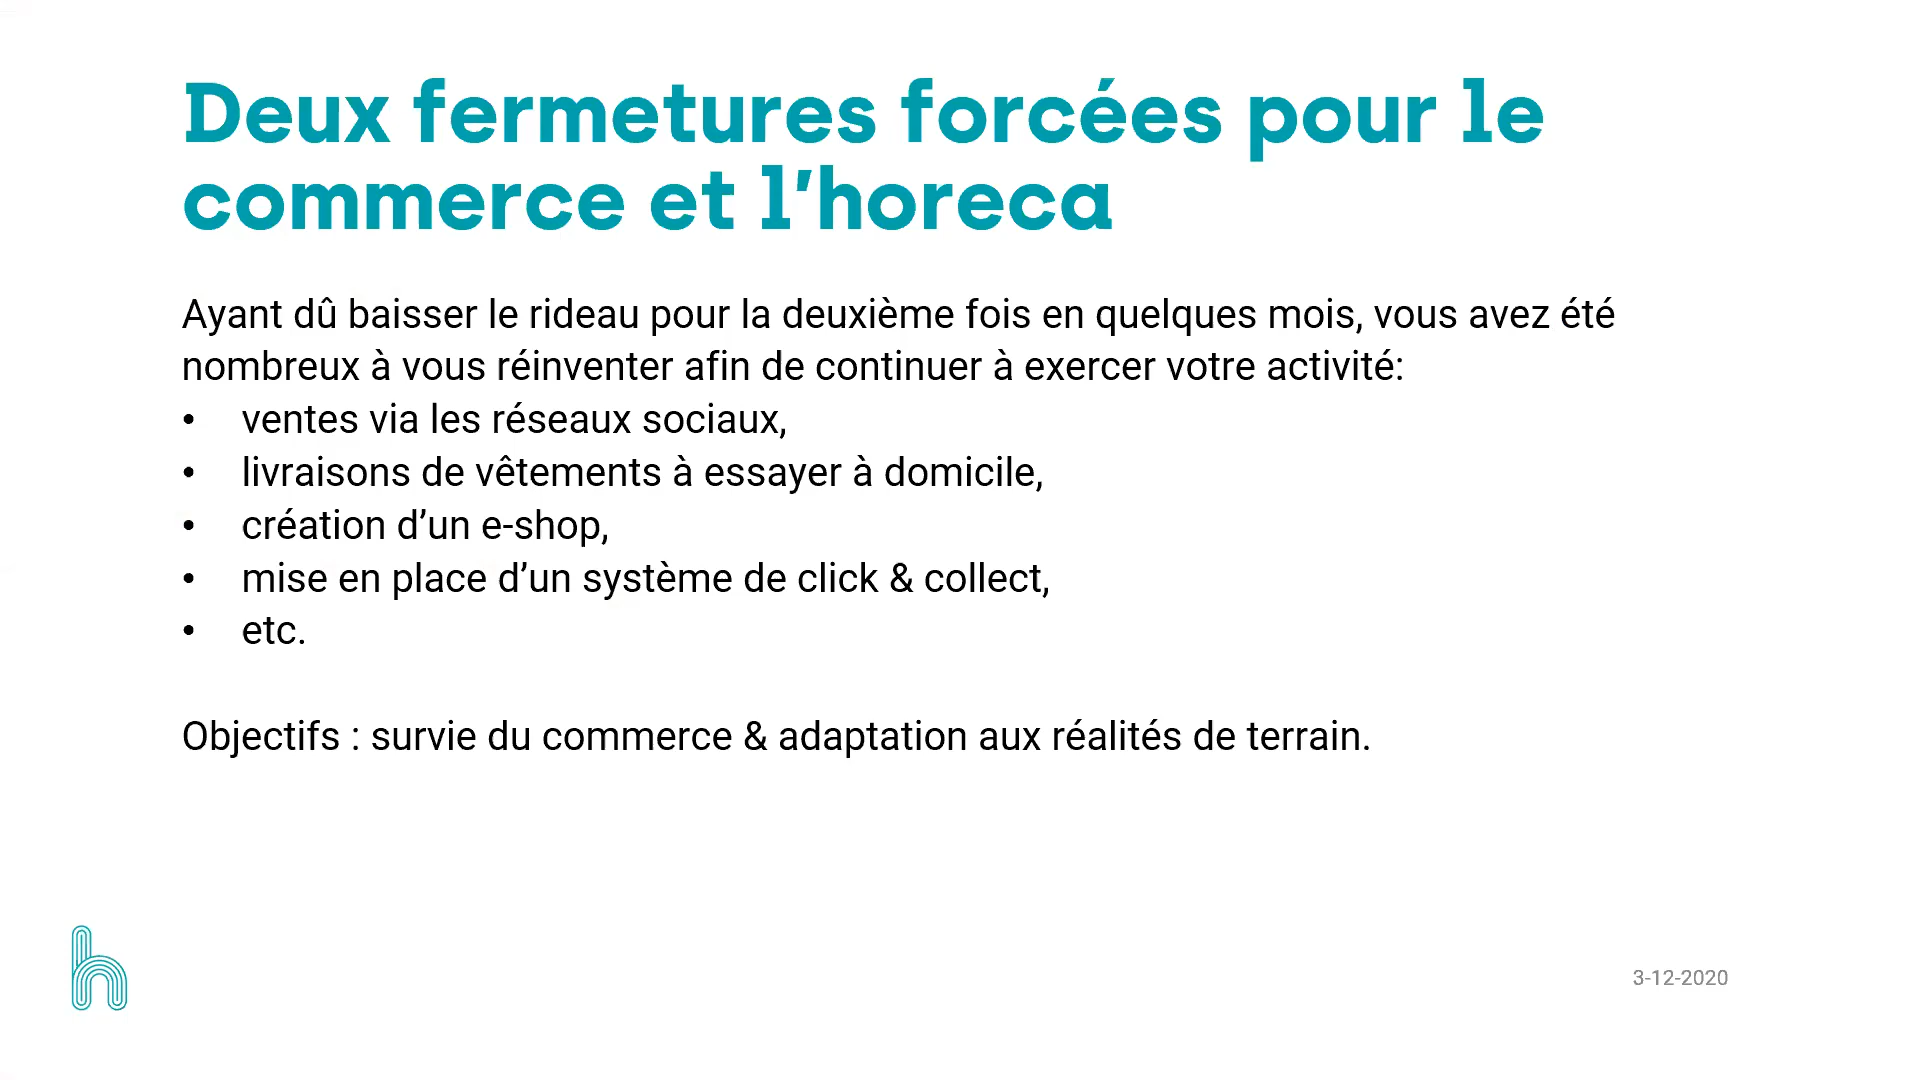 Deux fermetures forcées pour le
commerce et l'horeca
Ayant dû baisser le rideau pour la deuxième fois en quelques mois, vous avez été
nombreux à vous réinventer afin de continuer à exercer votre activité:
• ventes via les réseaux sociaux,
• livraisons de vêtements à essayer à domicile,
• création d’un e-shop,
• mise en place d’un système de click & collect,
• etc.
Objectifs : survie du commerce & adaptation aux réalités de terrain.
h
3-12-2020